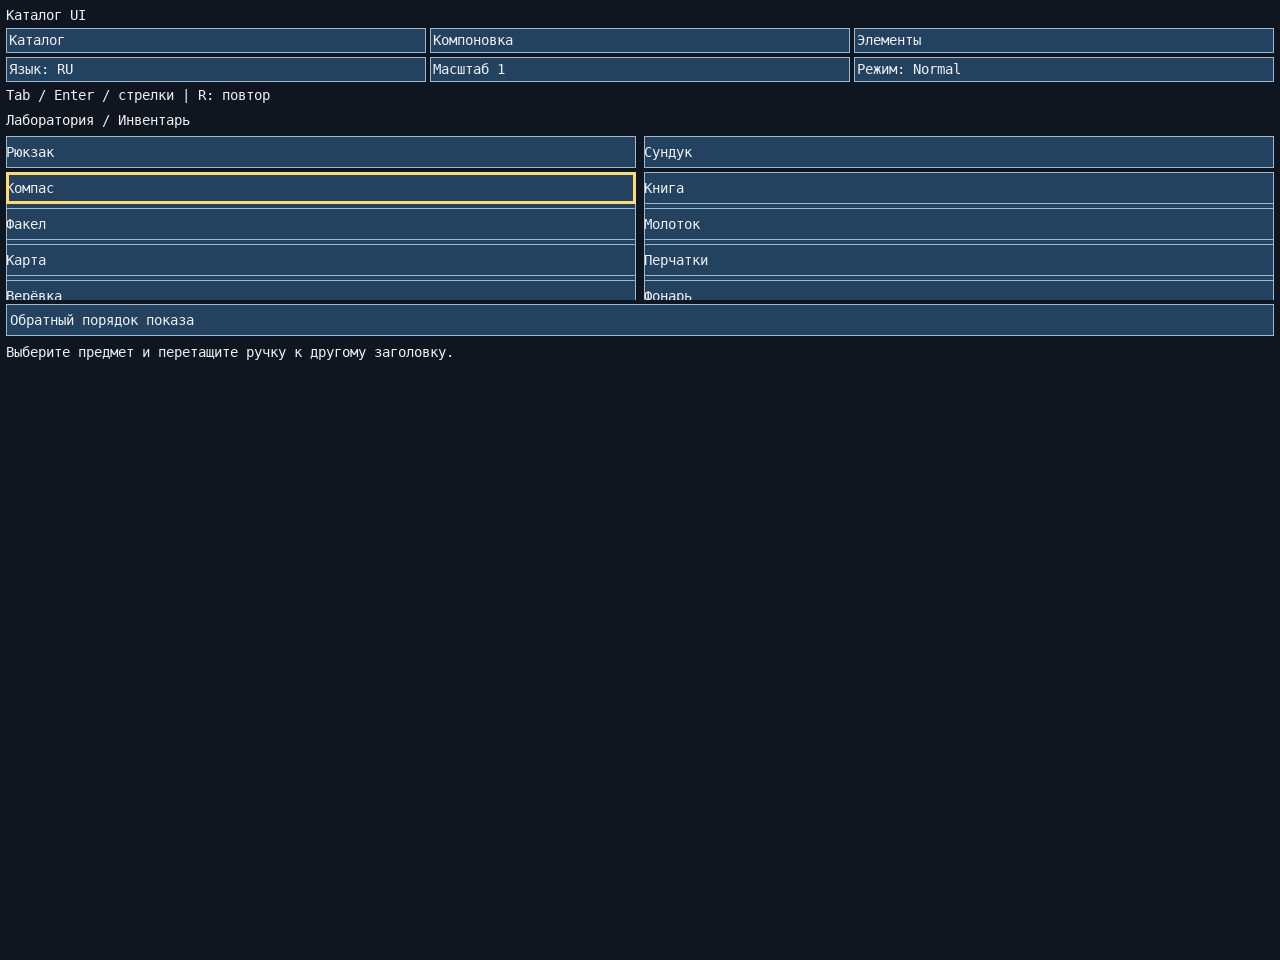 Каталог UI
Каталог Компоновка Элементы
Язык: RU Масштаб 1 Режим: Normal
Tab / Enter / стрелки | R: повтор
Лаборатория / Инвентарь
Рюкзак Сундук
Компас Книга
Факел Молоток
Карта Перчатки
Верёвка Фонарь
Обратный порядок показа
Выберите предмет и перетащите ручку к другому заголовку.